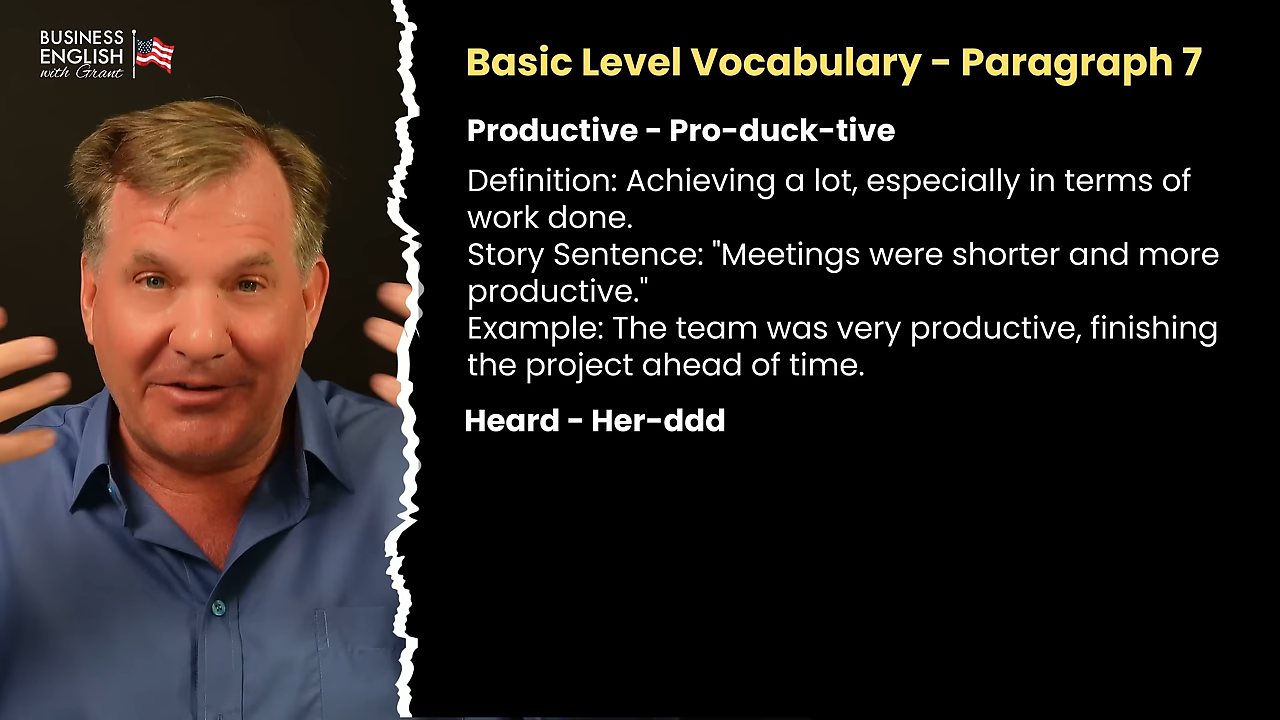 BUSINESS
ENGLISH
with Grant
Basic Level Vocabulary - Paragraph 7
Productive - Pro-duck-tive
Definition: Achieving a lot, especially in terms of
work done.
Story Sentence: "Meetings were shorter and more
productive."
Example: The team was very productive, finishing
the project ahead of time.
Heard - Her-ddd